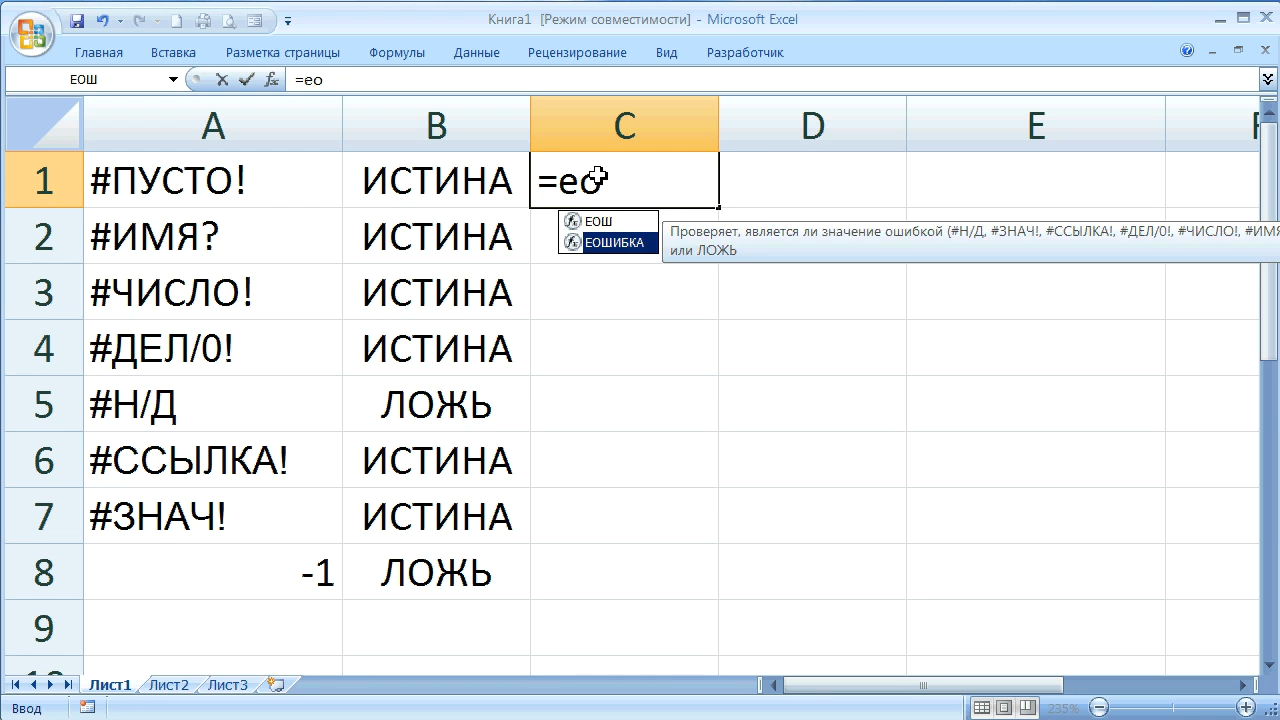 Книга1 [Режим совместимости] - Microsoft Excel
Главная Вставка Разметка страницы Формулы Данные Рецензирование Вид Разработчик
ЕОШ =ео
A B C D E
1 #ПУСТО! ИСТИНА =ео
ЕОШ
2 #ИМЯ? ИСТИНА ЕОШИБКА Проверяет, является ли значение ошибкой (#Н/Д, #ЗНАЧ!, #ССЫЛКА!, #ДЕЛ/0!, #ЧИСЛО!, #ИМЯ
или ЛОЖЬ
3 #ЧИСЛО! ИСТИНА
4 #ДЕЛ/0! ИСТИНА
5 #Н/Д ЛОЖЬ
6 #ССЫЛКА! ИСТИНА
7 #ЗНАЧ! ИСТИНА
8 -1 ЛОЖЬ
9
Лист1 Лист2 Лист3
Ввод 235%